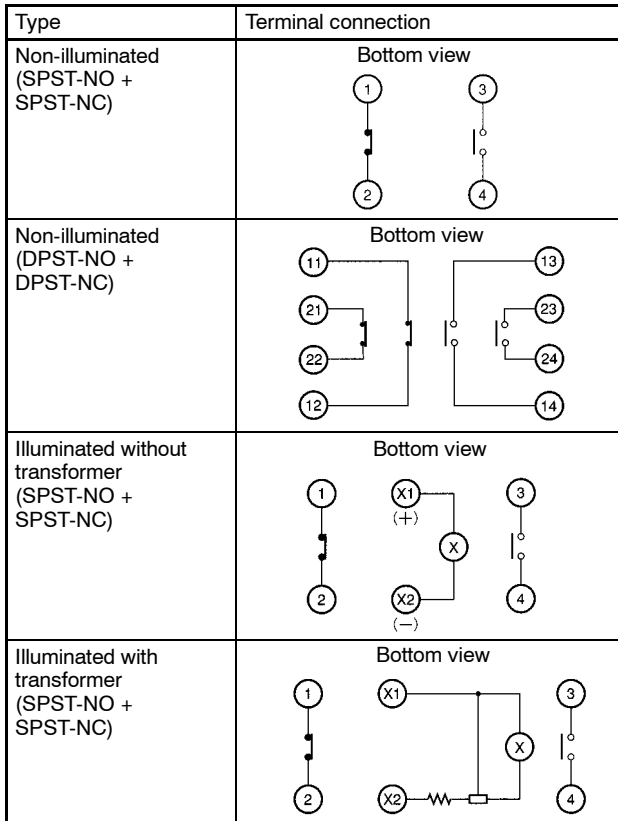 Type Terminal connection
Non-illuminated
(SPST-NO +
SPST-NC)
Bottom view
1 3
2 4
Non-illuminated
(DPST-NO +
DPST-NC)
Bottom view
11 13
21 23
22 24
12 14
Illuminated without
transformer
(SPST-NO +
SPST-NC)
Bottom view
1 X1 3
(+)
X
2 X2 4
(−)
Illuminated with
transformer
(SPST-NO +
SPST-NC)
Bottom view
1 X1 3
X
2 X2 4